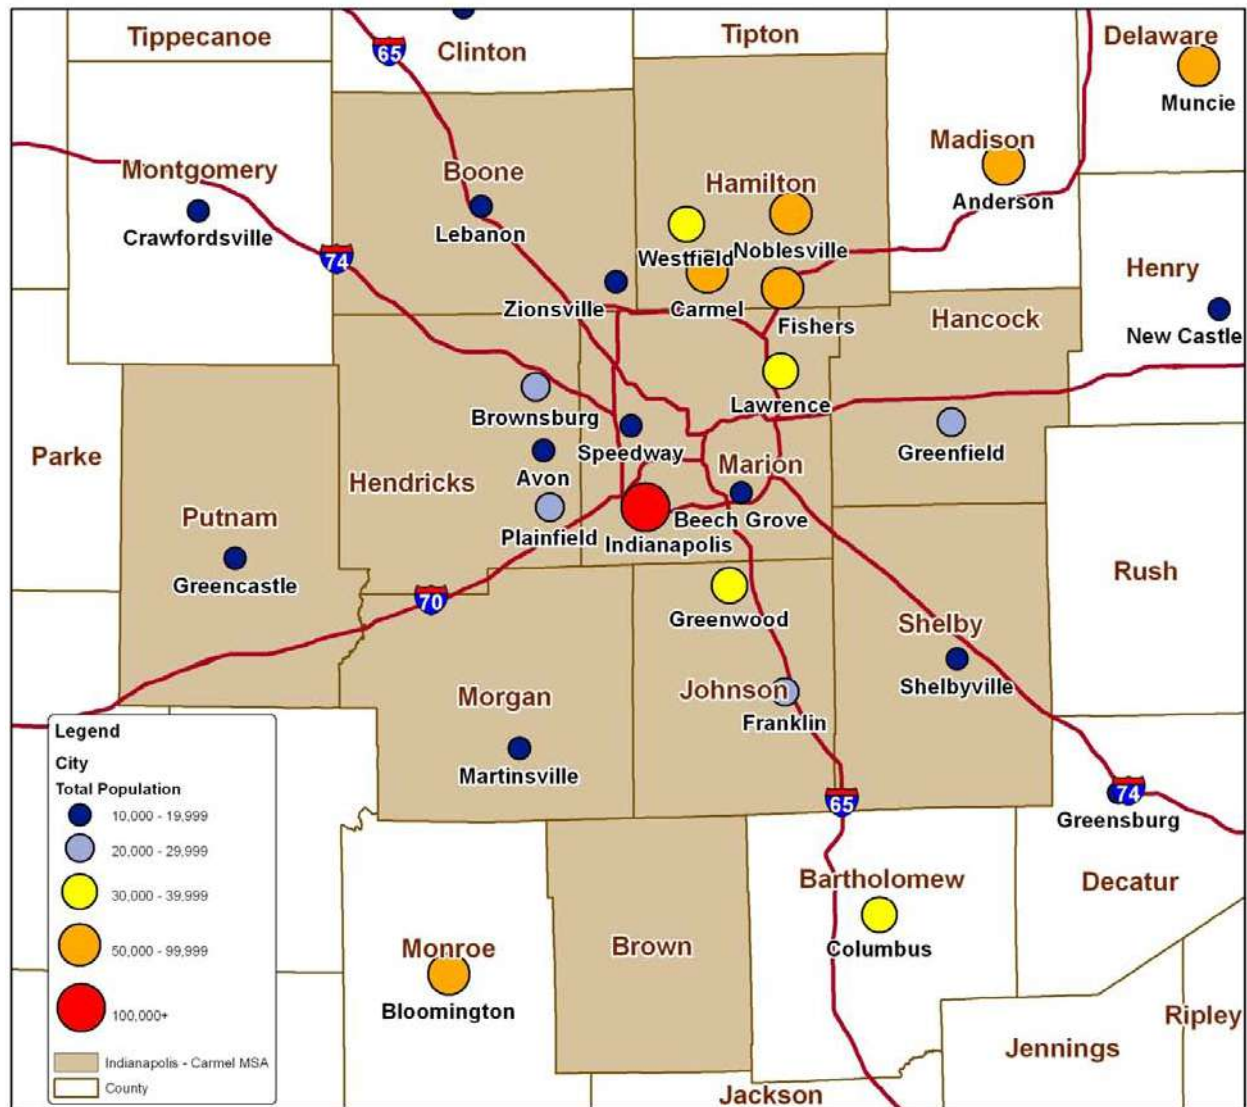 Tippecanoe
65
Clinton
Tipton
Delaware
Muncie
Madison
Anderson
Montgomery
Crawfordsville
74
Boone
Lebanon
Hamilton
Westfield
Noblesville
Zionsville
Carmel
Fishers
Hancock
Henry
New Castle
Brownsburg
Lawrence
Speedway
Greenfield
Parke
Hendricks
Avon
Marion
Putnam
Plainfield
Beech Grove
Indianapolis
Greencastle
70
Greenwood
Rush
Shelby
Shelbyville
Morgan
Johnson
Franklin
Martinsville
65
74
Greensburg
Legend
City
Total Population
10,000 - 19,999
20,000 - 29,999
30,000 - 39,999
50,000 - 99,999
100,000+
Indianapolis - Carmel MSA
County
Bartholomew
Columbus
Decatur
Monroe
Bloomington
Brown
Ripley
Jennings
Jackson